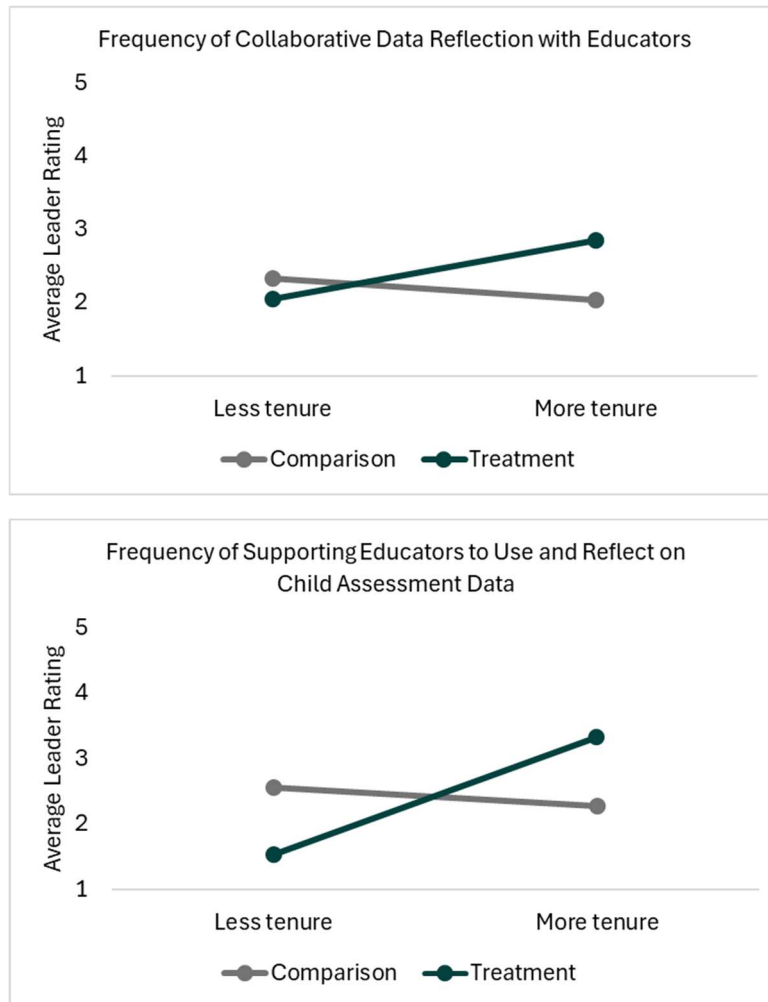 Frequency of Collaborative Data Reflection with Educators
5
4
3
2
1
Average Leader Rating
Less tenure More tenure
Comparison Treatment
Frequency of Supporting Educators to Use and Reflect on
Child Assessment Data
5
4
3
2
1
Average Leader Rating
Less tenure More tenure
Comparison Treatment